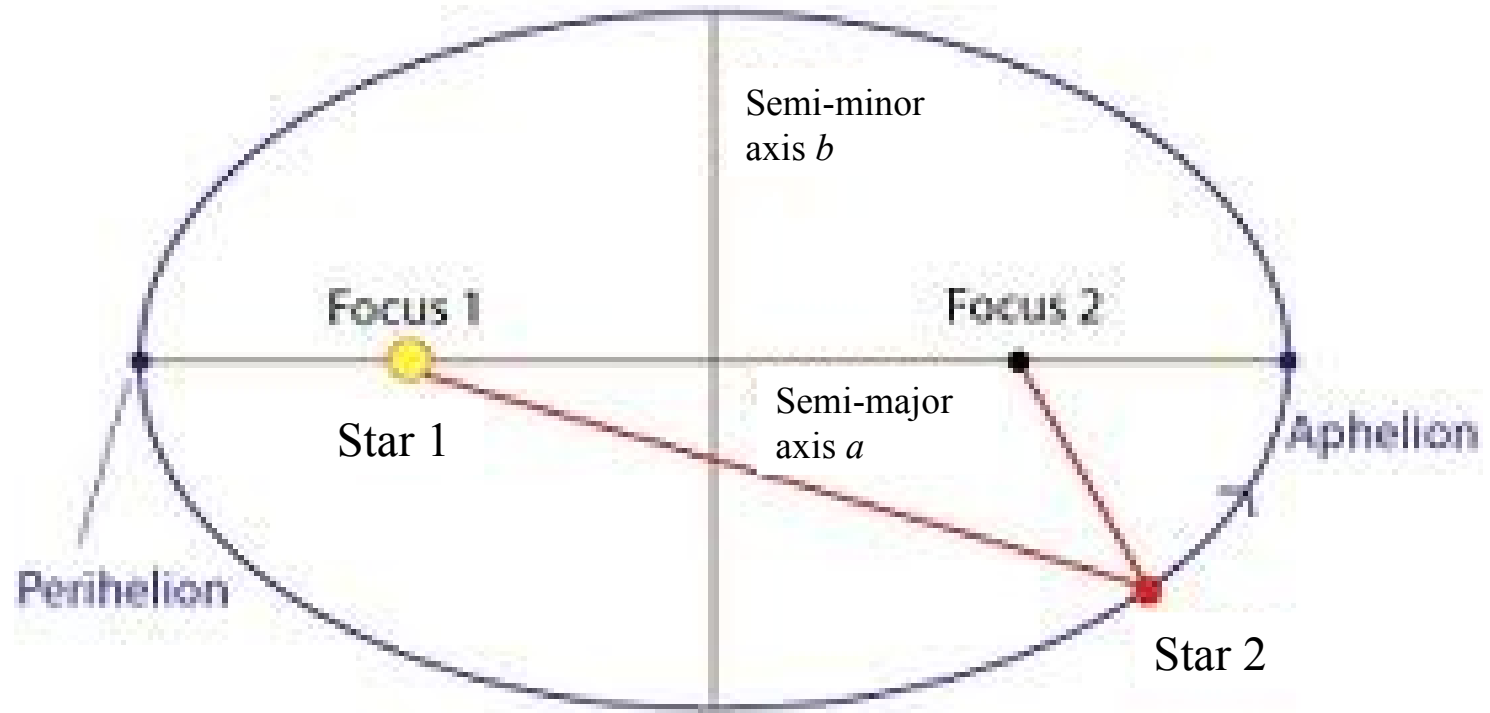 Semi-minor
axis b
Focus 1
Focus 2
Semi-major
axis a
Star 1
Aphelion
Perihelion
Star 2